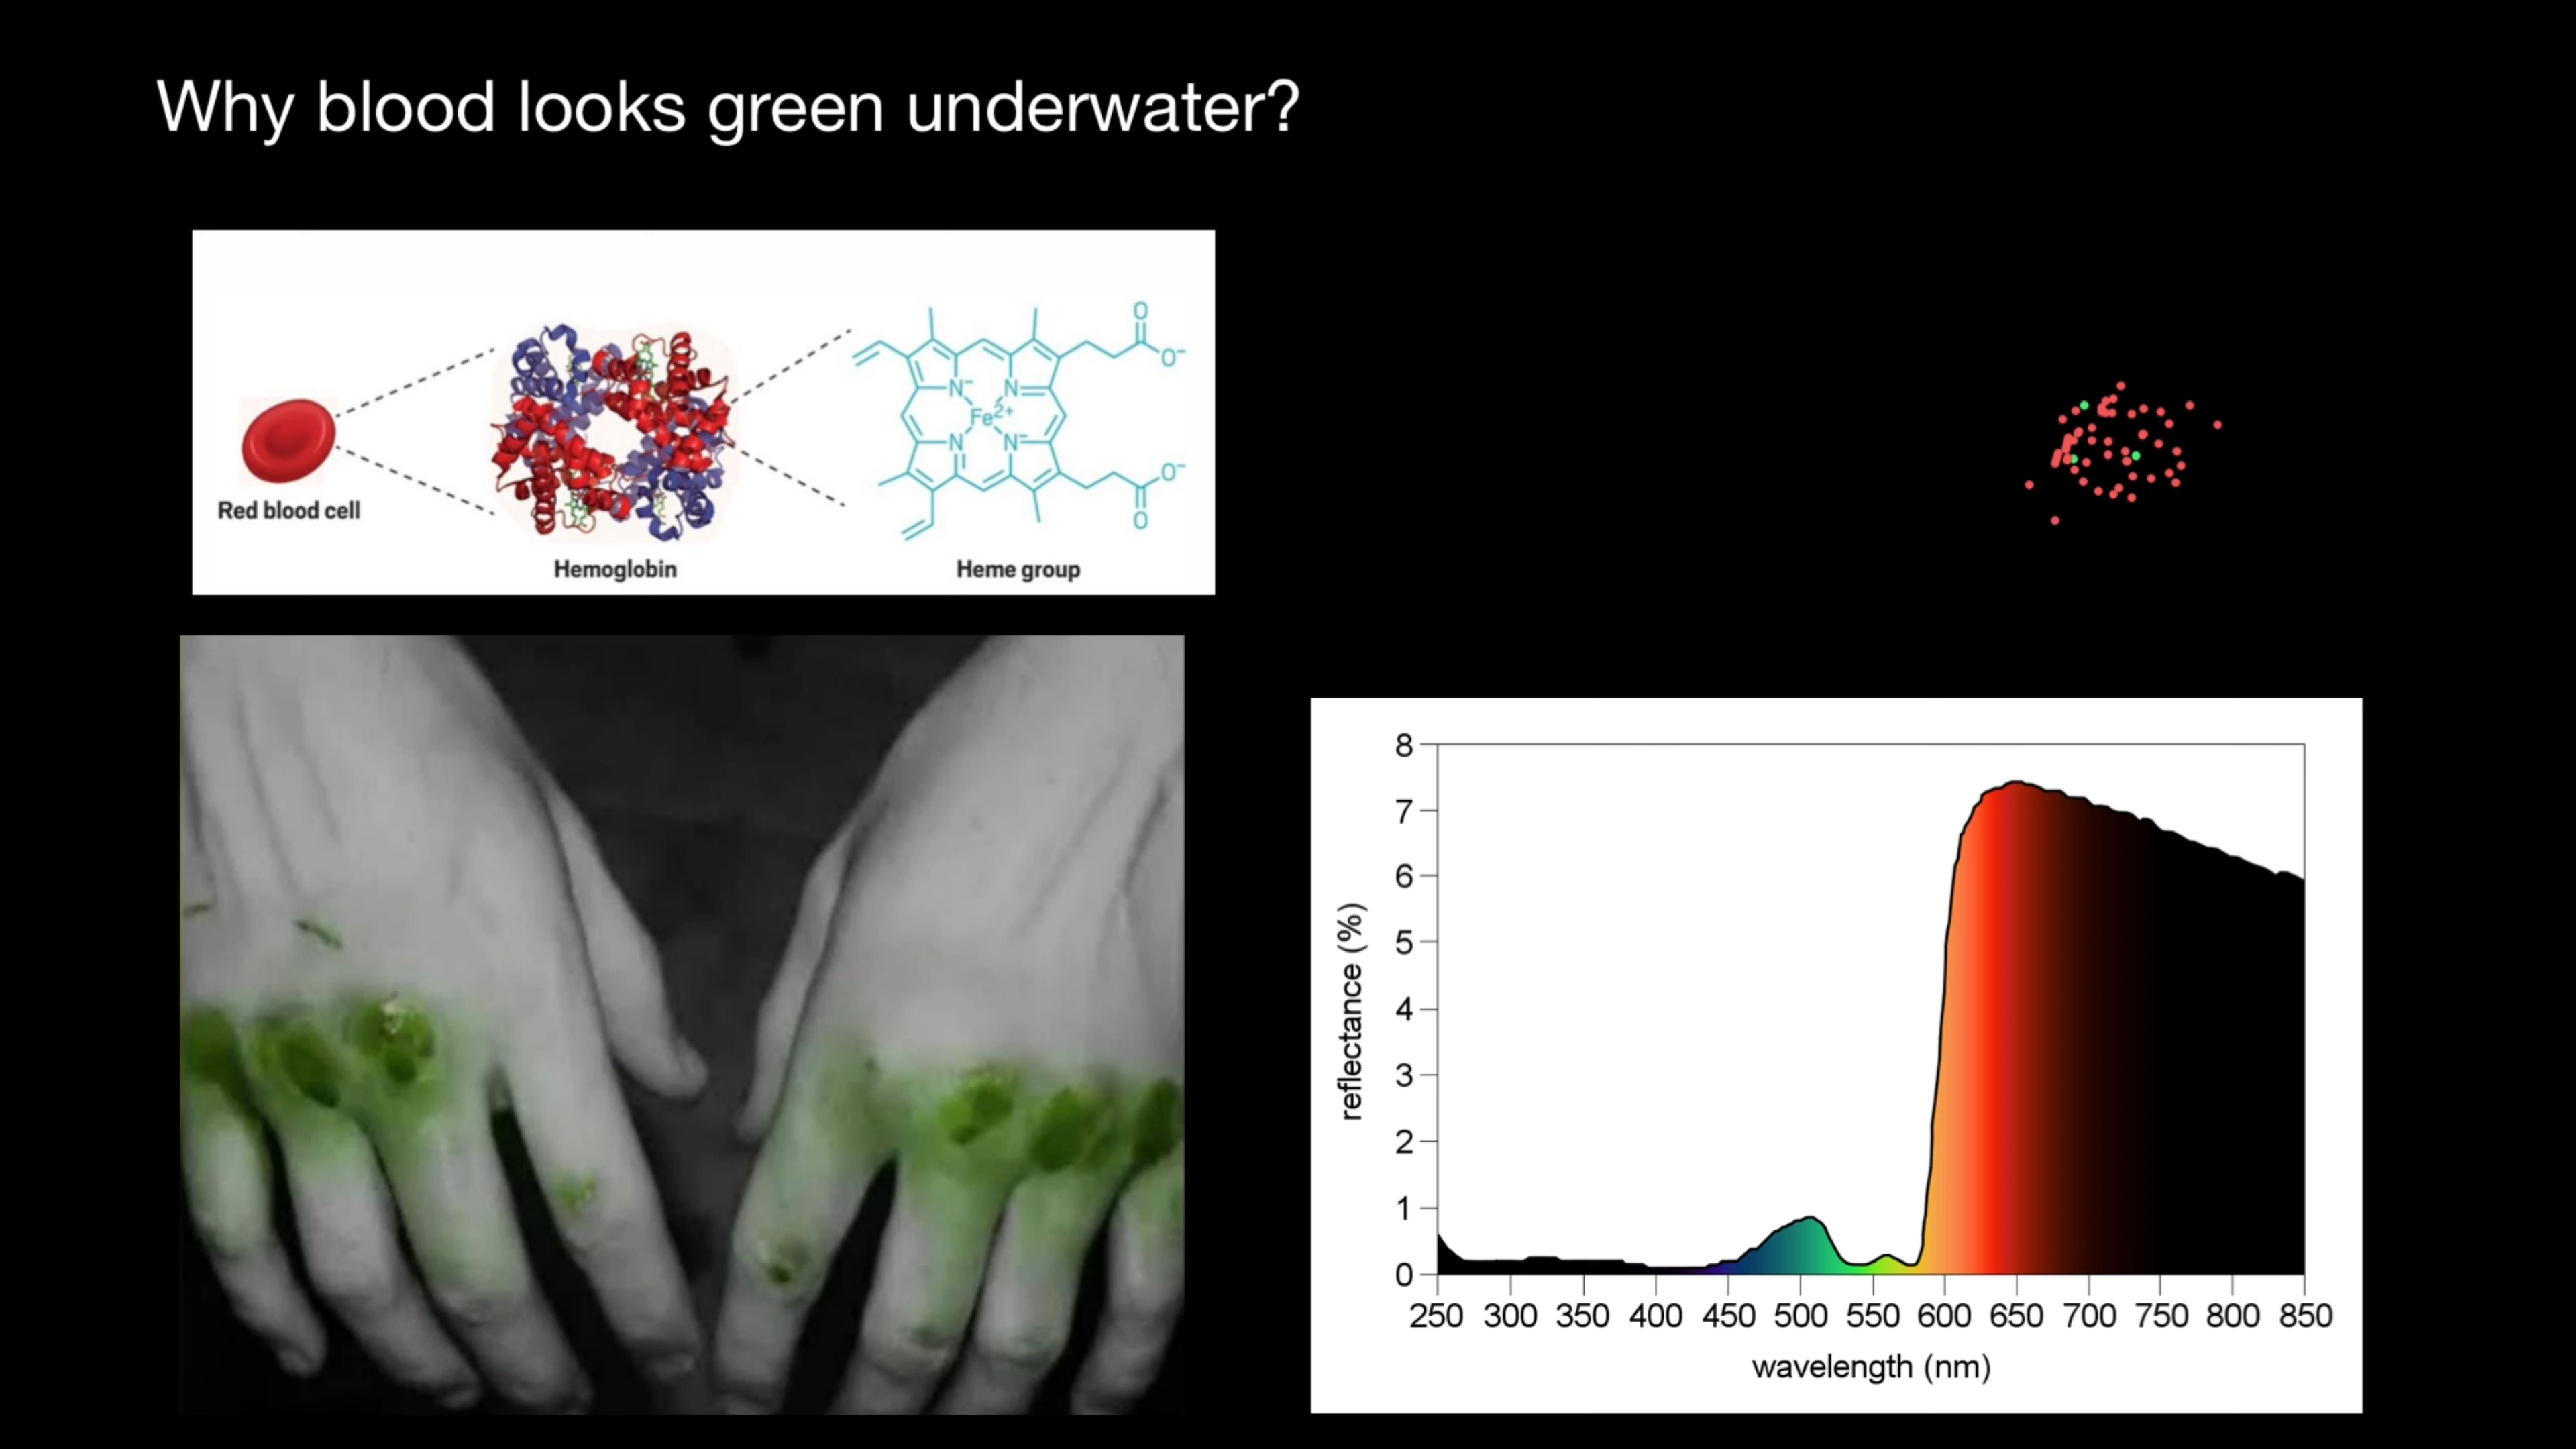 Why blood looks green underwater?
Red blood cell
Hemoglobin
N⁻
N
Fe²⁺
N
N⁻
O
O⁻
O⁻
O
Heme group
8
7
6
5
4
3
2
1
0
reflectance (%)
250 300 350 400 450 500 550 600 650 700 750 800 850
wavelength (nm)